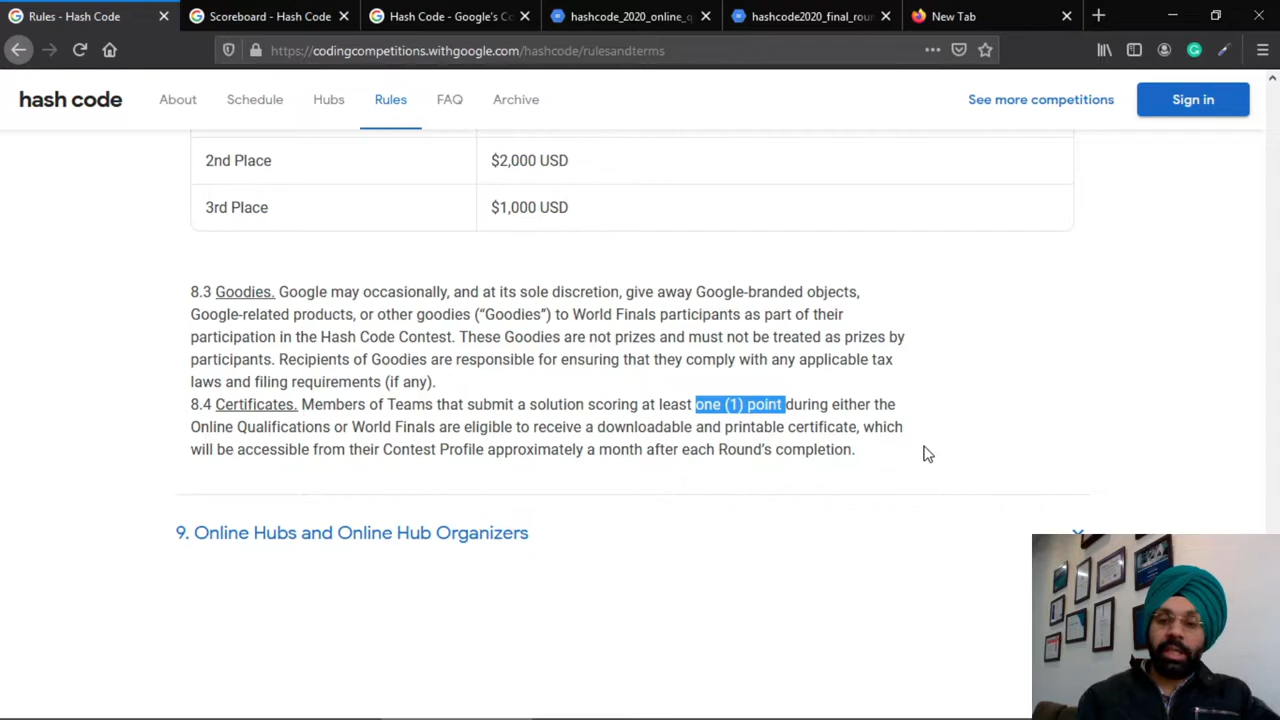 Rules - Hash Code
Scoreboard - Hash Code
Hash Code - Google's Co
hashcode_2020_online_q
hashcode2020_final_roun
New Tab
https://codingcompetitions.withgoogle.com/hashcode/rulesandterms
hash code
About
Schedule
Hubs
Rules
FAQ
Archive
See more competitions
Sign in
2nd Place
$2,000 USD
3rd Place
$1,000 USD
8.3 Goodies. Google may occasionally, and at its sole discretion, give away Google-branded objects,
Google-related products, or other goodies (“Goodies”) to World Finals participants as part of their
participation in the Hash Code Contest. These Goodies are not prizes and must not be treated as prizes by
participants. Recipients of Goodies are responsible for ensuring that they comply with any applicable tax
laws and filing requirements (if any).
8.4 Certificates. Members of Teams that submit a solution scoring at least one (1) point during either the
Online Qualifications or World Finals are eligible to receive a downloadable and printable certificate, which
will be accessible from their Contest Profile approximately a month after each Round’s completion.
9. Online Hubs and Online Hub Organizers